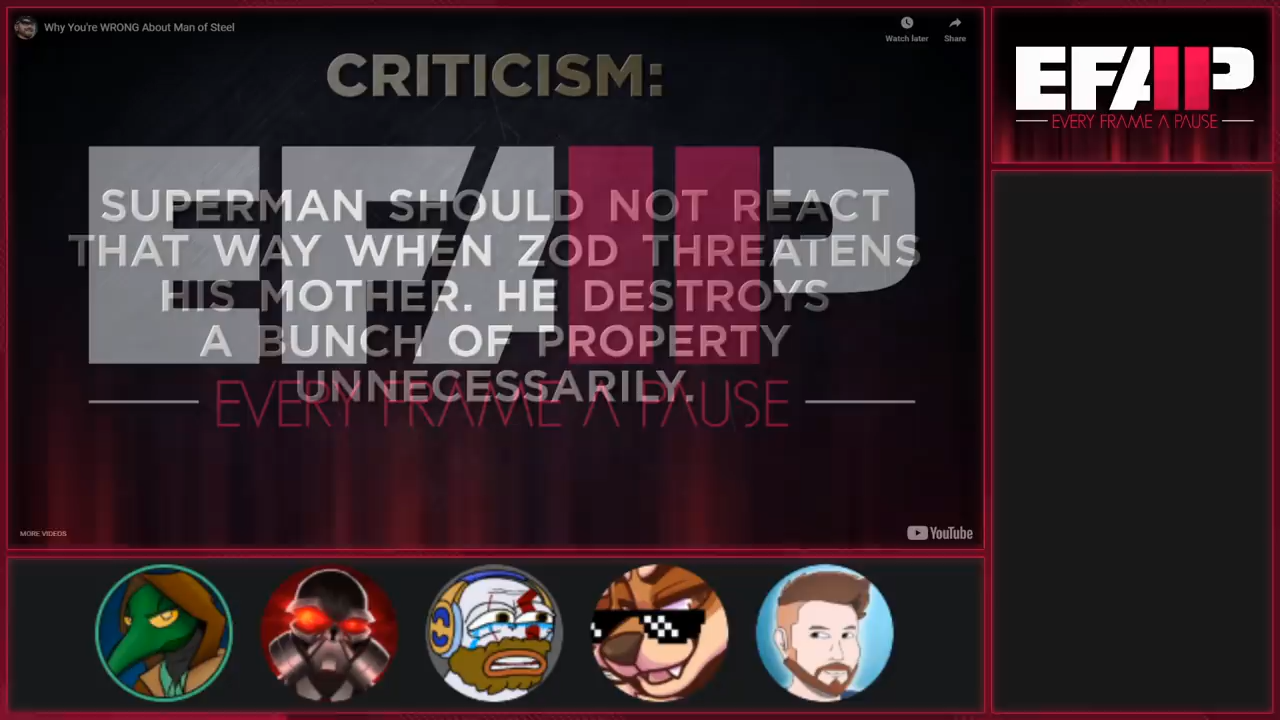 Why You're WRONG About Man of Steel
Watch later
Share
CRITICISM:
EFAP
SUPERMAN SHOULD NOT REACT
THAT WAY WHEN ZOD THREATENS
HIS MOTHER. HE DESTROYS
A BUNCH OF PROPERTY
UNNECESSARILY.
EVERY FRAME A PAUSE
MORE VIDEOS
YouTube
EFAP
EVERY FRAME A PAUSE